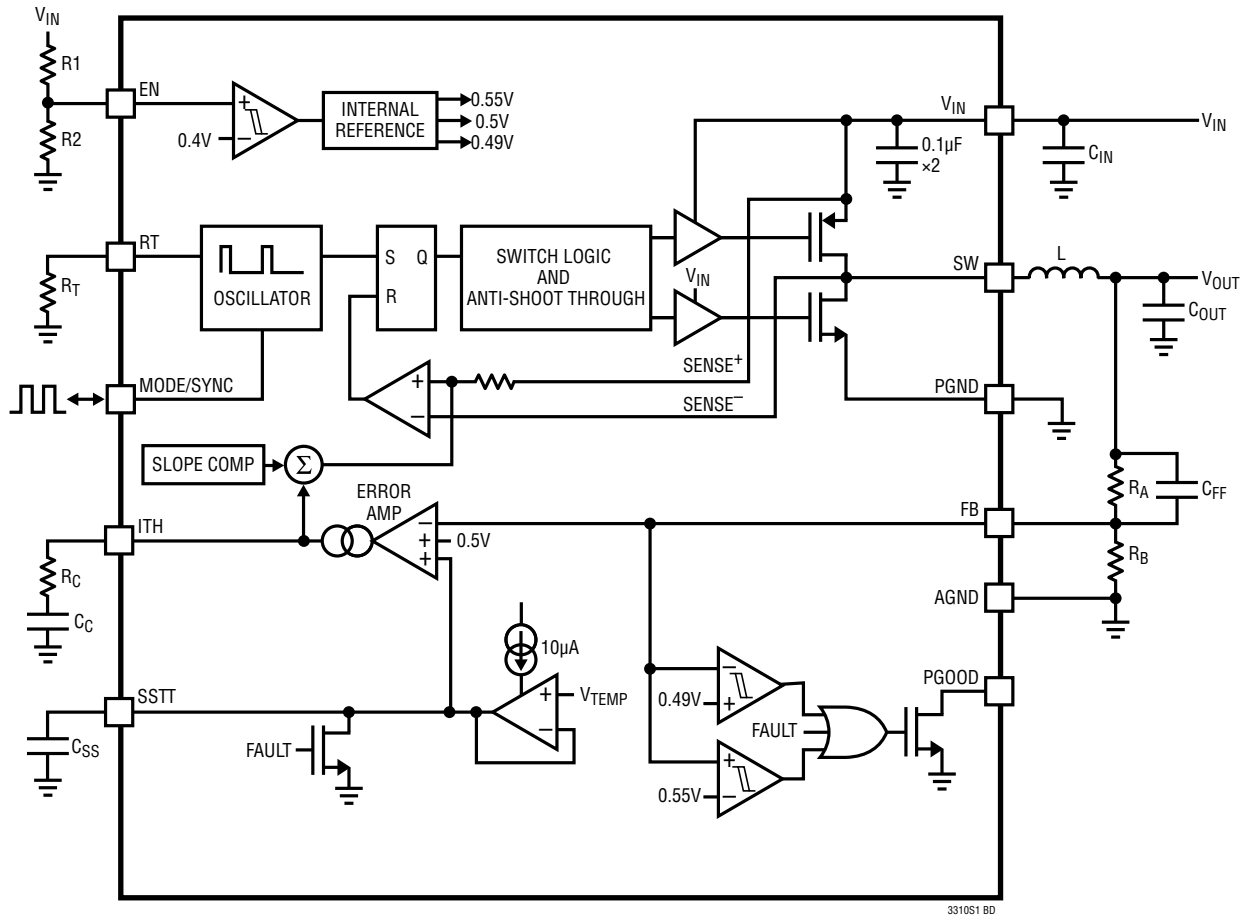 VIN
R1
EN
R2
0.4V
+
−
INTERNAL
REFERENCE
0.55V
0.5V
0.49V
VIN
VIN
0.1µF
×2
CIN
RT
RT
OSCILLATOR
S Q
R
SWITCH LOGIC
AND
ANTI-SHOOT THROUGH
VIN
SW
L
VOUT
COUT
MODE/SYNC
+
−
SENSE+
SENSE−
PGND
SLOPE COMP
Σ
ERROR
AMP
ITH
−
+
+
0.5V
FB
RA
CFF
RB
RC
CC
AGND
10µA
SSTT
CSS
FAULT
+
−
VTEMP
0.49V
−
+
FAULT
PGOOD
0.55V
+
−
3310S1 BD